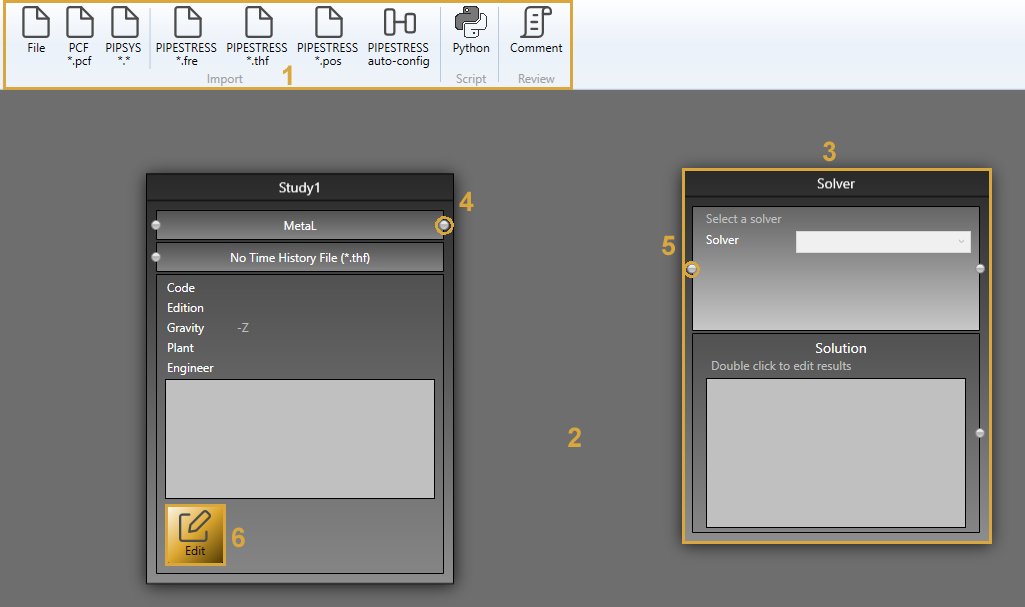 File
PCF
*.pcf
PIPSYS
*.*
PIPESTRESS
*.fre
PIPESTRESS
*.thf
PIPESTRESS
*.pos
PIPESTRESS
auto-config
Python
Comment
Import
1
Script
Review
Study1
4
MetaL
No Time History File (*.thf)
Code
Edition
Gravity -Z
Plant
Engineer
Edit
6
2
3
Solver
Select a solver
5
Solver
Solution
Double click to edit results